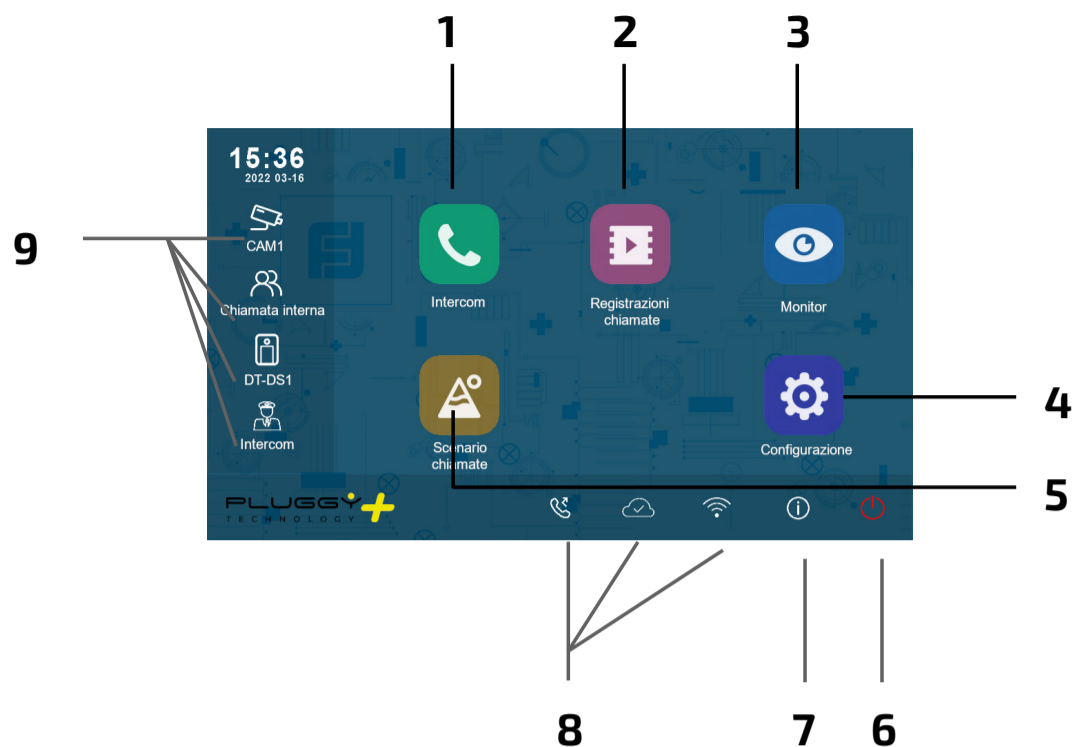 1
2
3
15:36
2022 03-16
9
CAM1
Chiamata interna
DT-DS1
Intercom
Intercom
Registrazioni
chiamate
Monitor
4
Scenario
chiamate
Configurazione
5
PLUGGY+
TECHNOLOGY
8
7
6